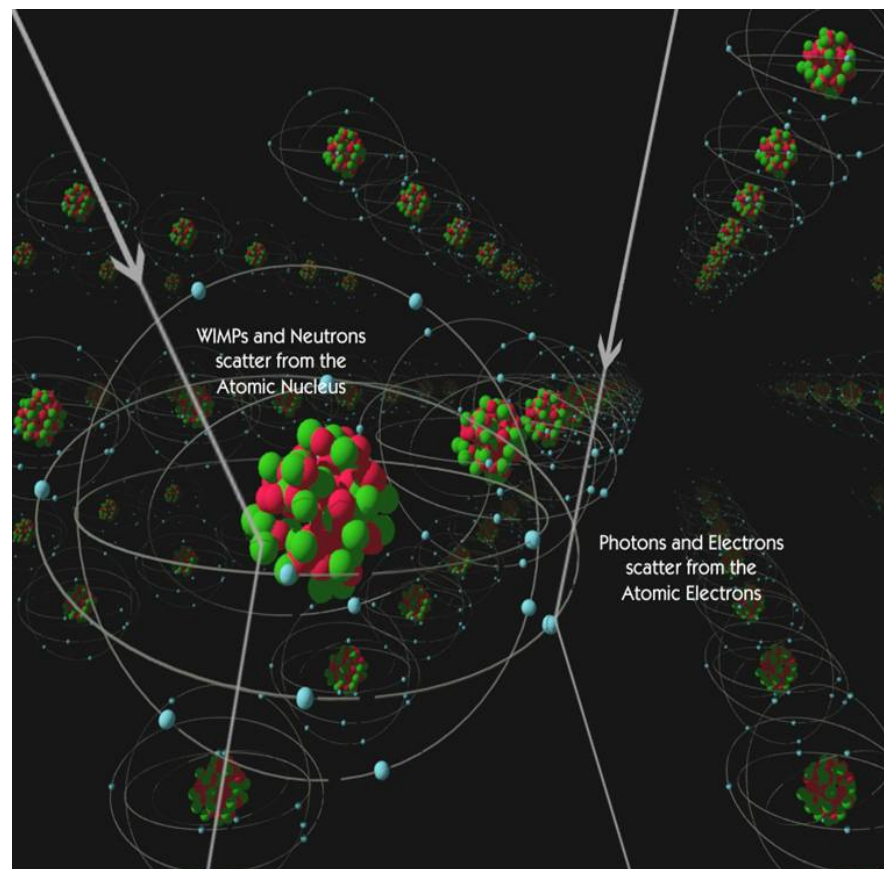 WIMPs and Neutrons
scatter from the
Atomic Nucleus
Photons and Electrons
scatter from the
Atomic Electrons